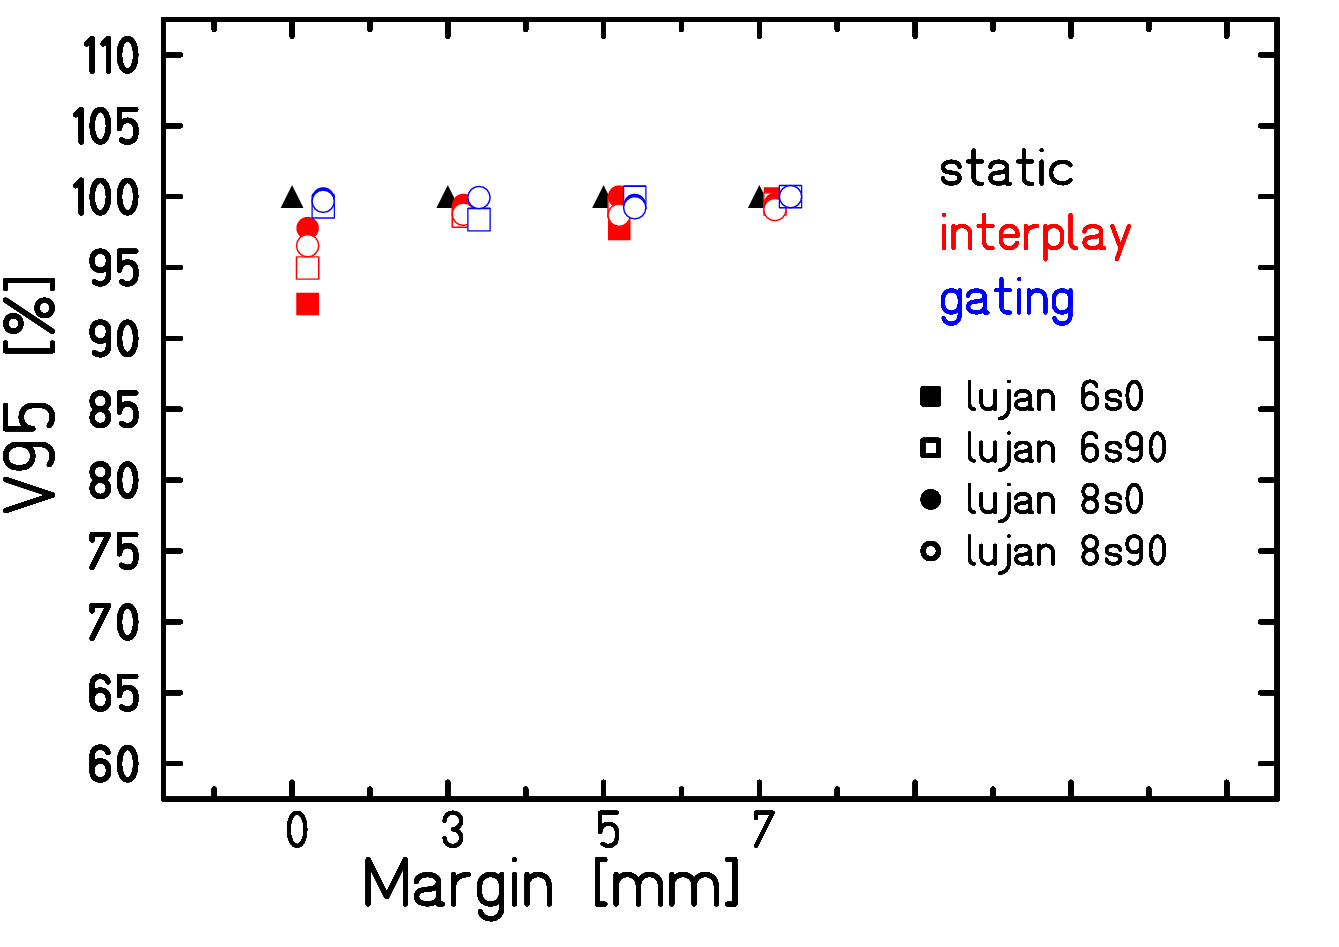 110
105
100
95
90
85
80
75
70
65
60
V95 [%]
0 3 5 7
Margin [mm]
static
interplay
gating
lujan 6s0
lujan 6s90
lujan 8s0
lujan 8s90